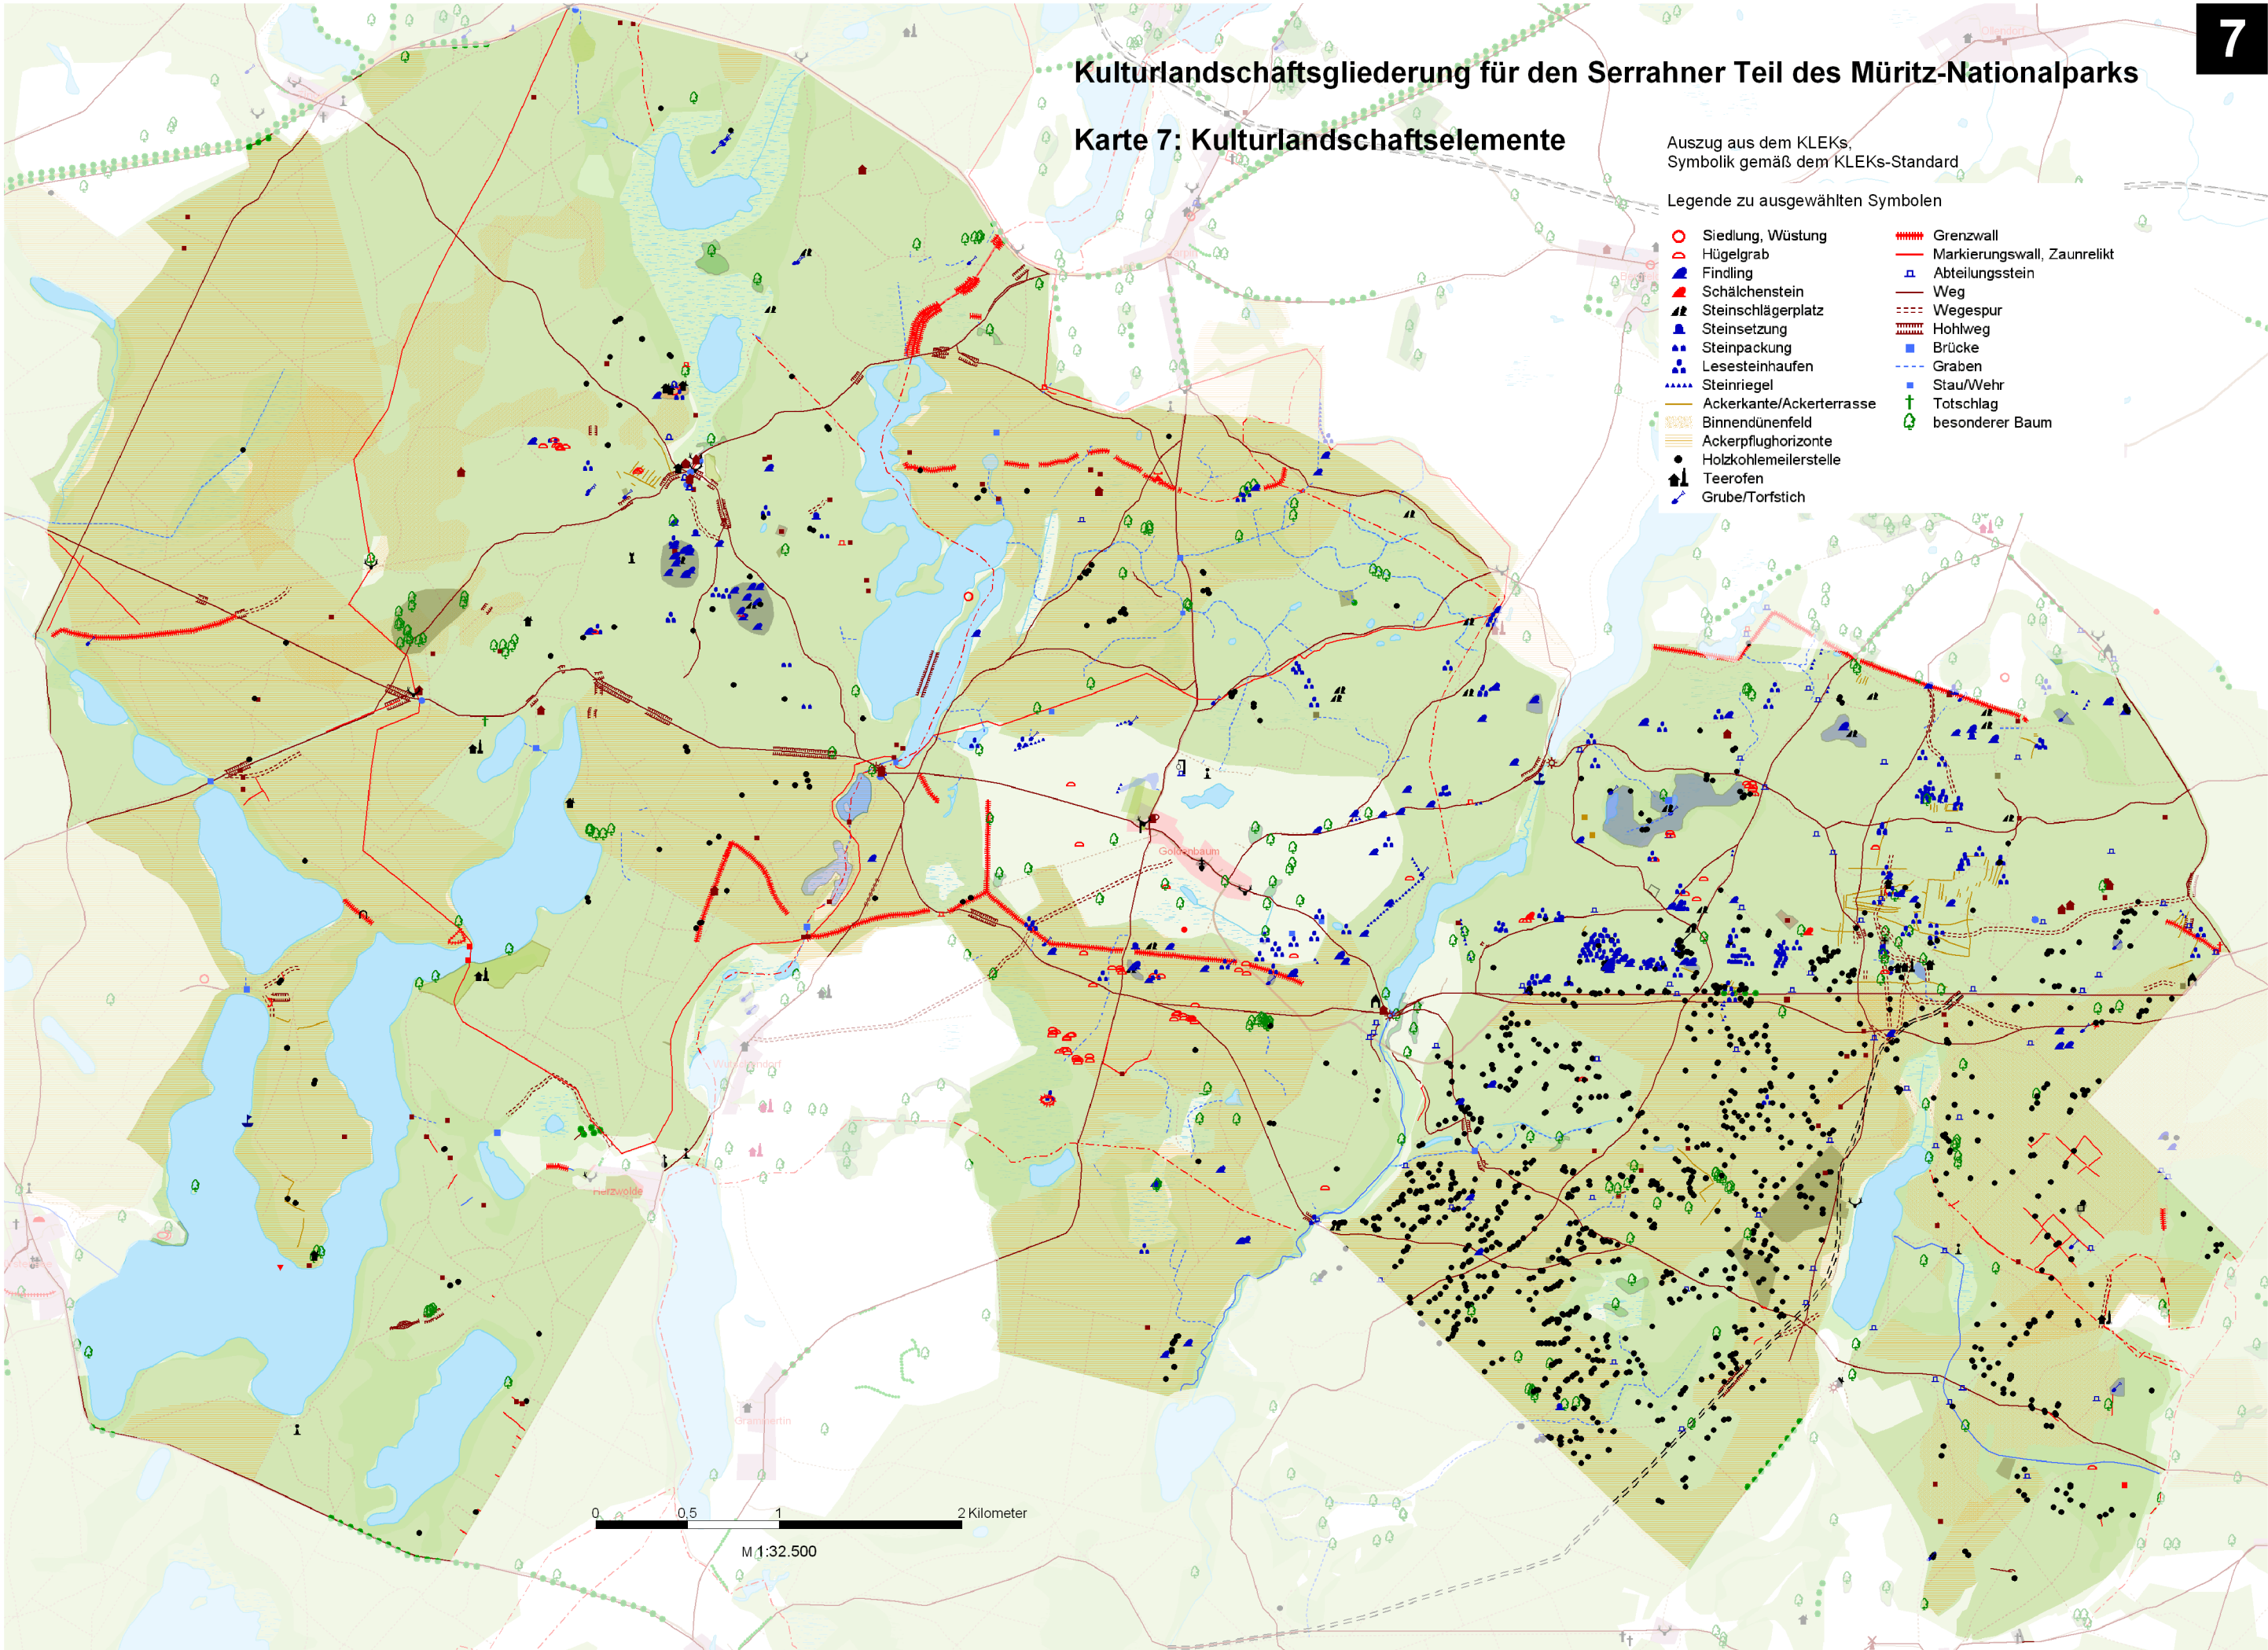 7
Kulturlandschaftsgliederung für den Serrahner Teil des Müritz-Nationalparks
Karte 7: Kulturlandschaftselemente
Auszug aus dem KLEKs,
Symbolik gemäß dem KLEKs-Standard
Legende zu ausgewählten Symbolen
Siedlung, Wüstung
Hügelgrab
Findling
Schälchenstein
Steinschlägerplatz
Steinsetzung
Steinpackung
Lesesteinhaufen
Steinriegel
Ackerkante/Ackerterrasse
Binnendünenfeld
Ackerpflughorizonte
Holzkohlemeilerstelle
Teerofen
Grube/Torfstich
Grenzwall
Markierungswall, Zaunrelikt
Abteilungsstein
Weg
Wegespur
Hohlweg
Brücke
Graben
Stau/Wehr
Totschlag
besonderer Baum
Goldenbaum
Herzwolde
Grammertin
0 0,5 1 2 Kilometer
M 1:32.500